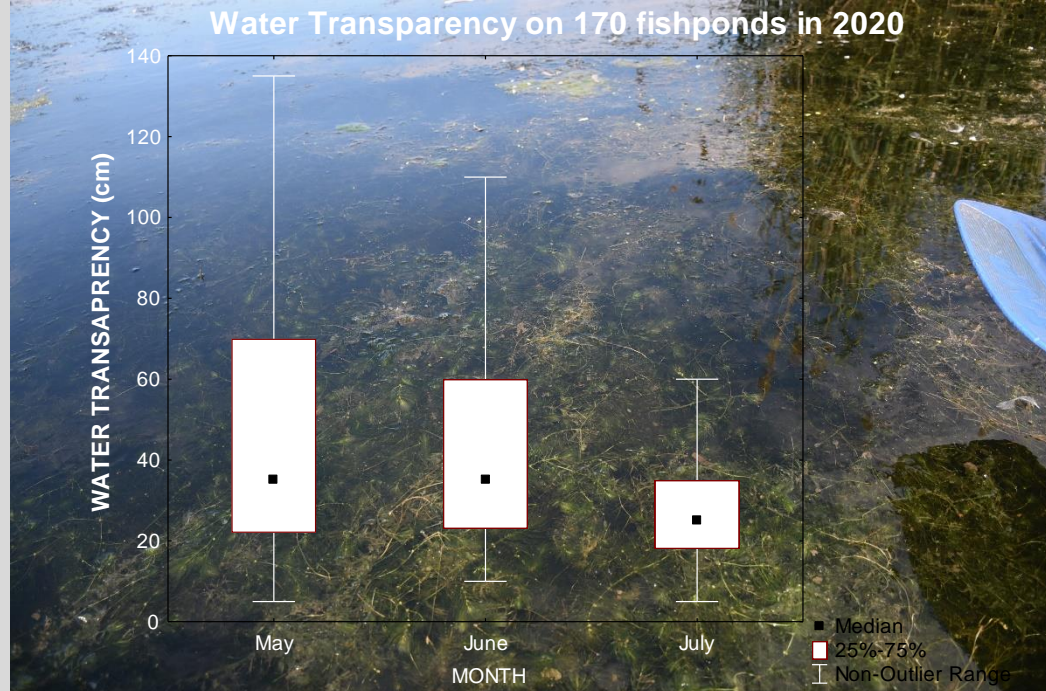 Water Transparency on 170 fishponds in 2020
WATER TRANSAPRENCY (cm)
140
120
100
80
60
40
20
0
May June July
MONTH
Median
25%-75%
Non-Outlier Range